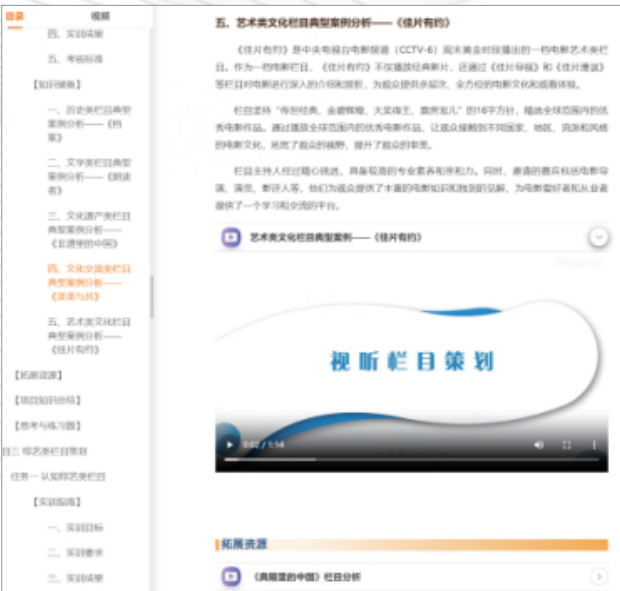 目录 视频
四、实训成果
五、考核标准
【知识储备】
一、历史类栏目典型
案例分析——《档
案》
二、文学类栏目典型
案例分析——《朗读
者》
三、文化遗产类栏目
典型案例分析——
《非遗里的中国》
四、文化交流类栏目
典型案例分析——
《美美与共》
五、艺术类文化栏目
典型案例分析——
《佳片有约》
【拓展资源】
【项目知识总结】
【思考与练习题】
目三 综艺类栏目策划
任务一 认知综艺类栏目
【实训指南】
一、实训目标
二、实训要求
三、实训成果
五、艺术类文化栏目典型案例分析——《佳片有约》
《佳片有约》是中央电视台电影频道（CCTV-6）周末黄金时段播出的一档电影艺术类栏
目。作为一档电影栏目，《佳片有约》不仅播放经典影片，还通过《佳片导视》和《佳片漫谈》
等栏目对电影进行深入的介绍和赏析，为观众提供多层次、全方位的电影文化和观看体验。
栏目坚持“传世经典、金碧辉煌、大奖得主、票房宠儿”的16字方针，精选全球范围内的优
秀电影作品。通过播放全球范围内的优秀电影作品，让观众接触到不同国家、地区、流派和风格
的电影文化，拓宽了观众的视野，提升了观众的审美。
栏目主持人经过精心挑选，具备较高的专业素养和亲和力。同时，邀请的嘉宾包括电影导
演、演员、影评人等，他们为观众提供了丰富的电影知识和独到的见解，为电影爱好者和从业者
提供了一个学习和交流的平台。
艺术类文化栏目典型案例——《佳片有约》
视听栏目策划
0:02 / 1:14
拓展资源
《典籍里的中国》栏目分析